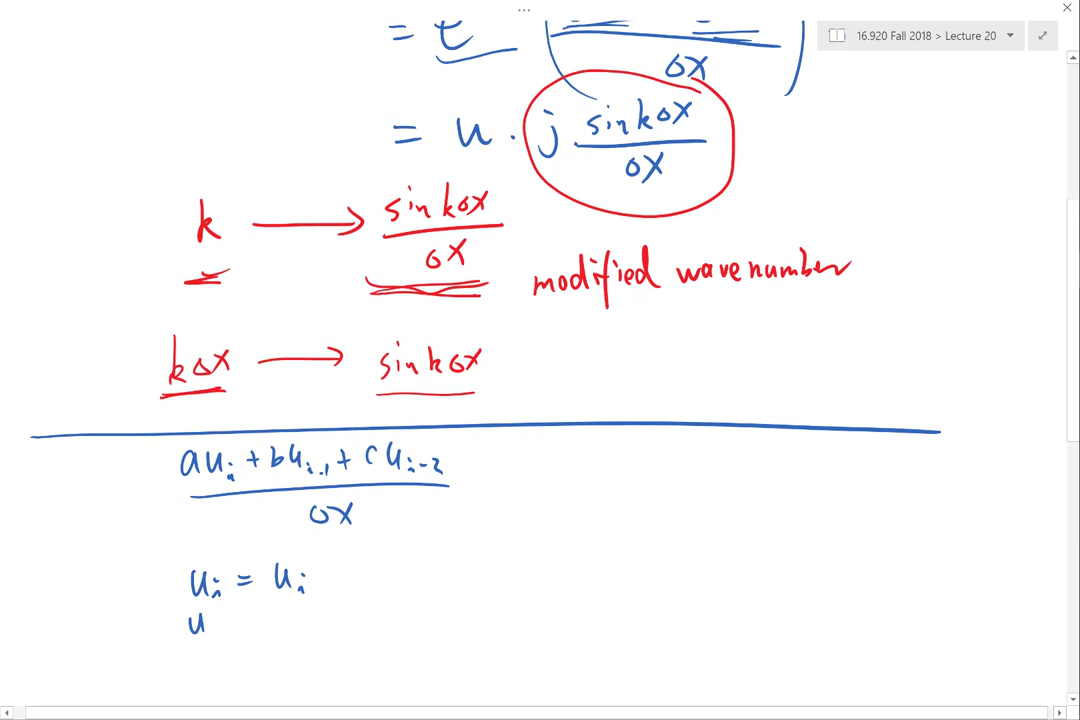 16.920 Fall 2018 > Lecture 20
= e
Δx
= u · j sin kΔx / Δx
k → sin kΔx / Δx
modified wavenumber
kΔx → sin kΔx
au_i + bu_{i-1} + cu_{i-2}
Δx
u_i = u_i
u